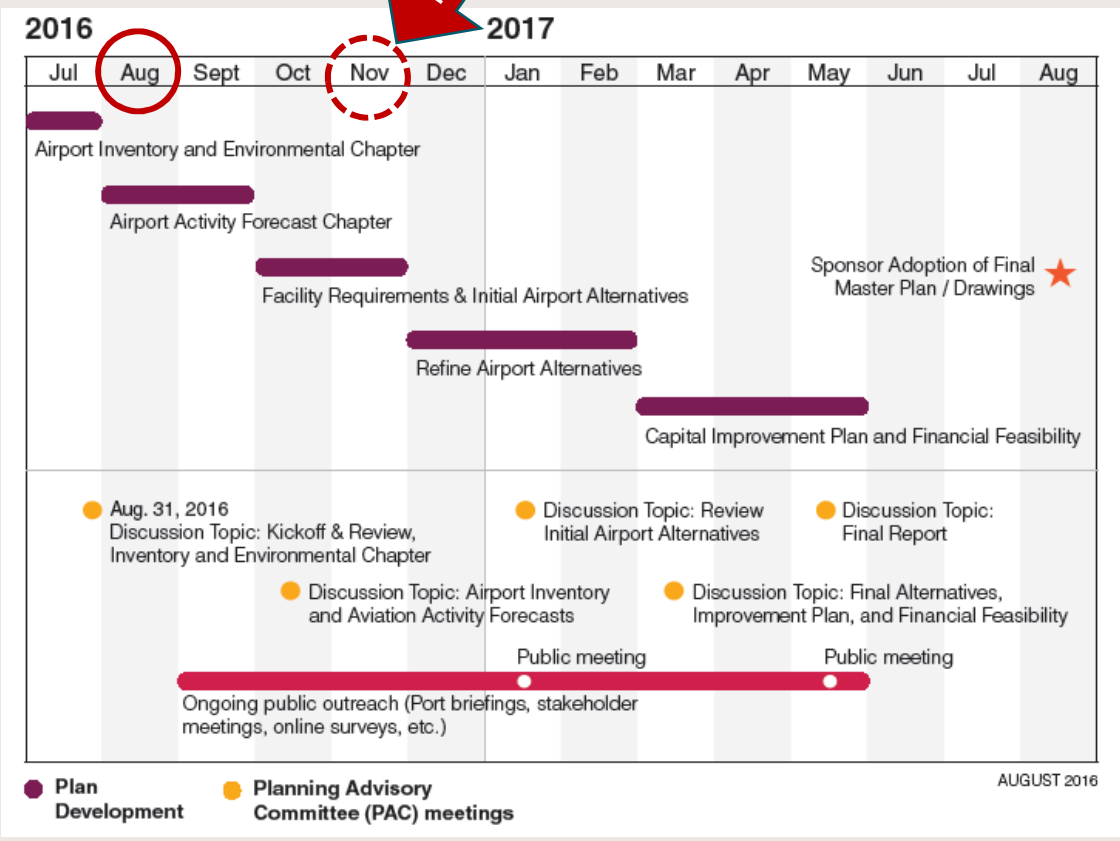 2016
2017
Jul Aug Sept Oct Nov Dec Jan Feb Mar Apr May Jun Jul Aug
Airport Inventory and Environmental Chapter
Airport Activity Forecast Chapter
Sponsor Adoption of Final
Master Plan / Drawings
Facility Requirements & Initial Airport Alternatives
Refine Airport Alternatives
Capital Improvement Plan and Financial Feasibility
Aug. 31, 2016
Discussion Topic: Kickoff & Review,
Inventory and Environmental Chapter
Discussion Topic: Review
Initial Airport Alternatives
Discussion Topic:
Final Report
Discussion Topic: Airport Inventory
and Aviation Activity Forecasts
Discussion Topic: Final Alternatives,
Improvement Plan, and Financial Feasibility
Public meeting
Public meeting
Ongoing public outreach (Port briefings, stakeholder
meetings, online surveys, etc.)
Plan
Development
Planning Advisory
Committee (PAC) meetings
AUGUST 2016